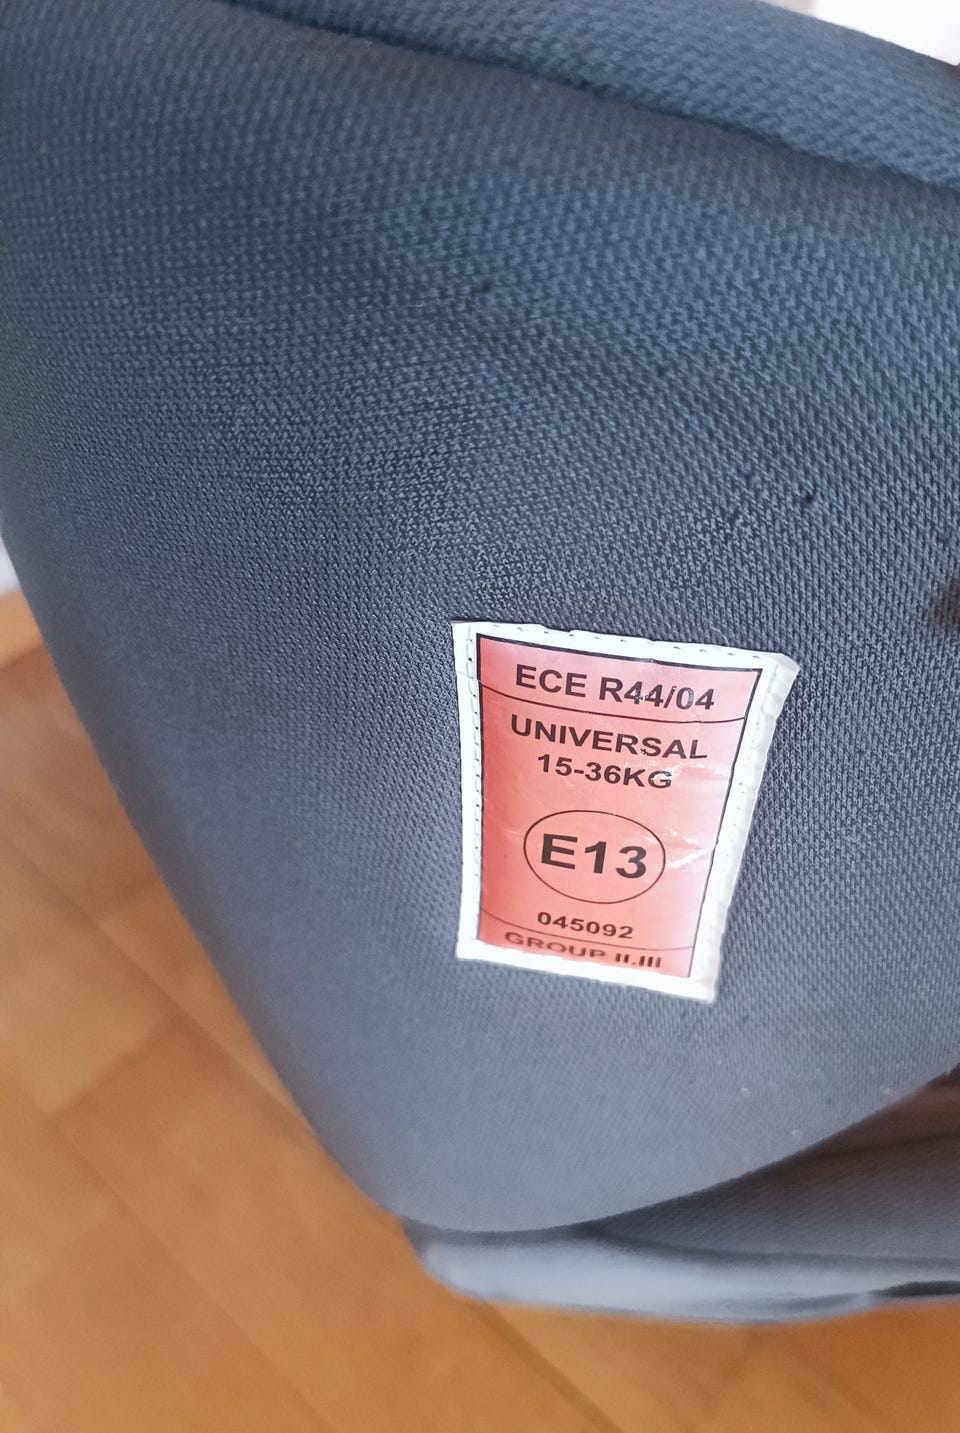 ECE R44/04
UNIVERSAL
15-36KG
E13
045092
GROUP II.III